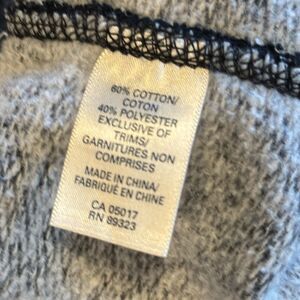 60% COTTON/
COTON
40% POLYESTER
EXCLUSIVE OF
TRIMS/
GARNITURES NON
COMPRISES
MADE IN CHINA/
FABRIQUÉ EN CHINE
CA 05017
RN 89323